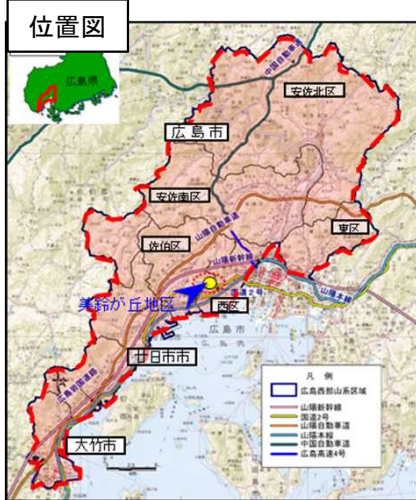 位置図
広島県
中国自動車道
安佐北区
広島市
安佐南区
山陽自動車道
東区
佐伯区
山陽新幹線
山陽本線
国道2号
美鈴が丘地区
西区
広島市
廿日市市
広島岩国道路
大竹市
凡例
広島西部山系区域
山陽新幹線
国道2号
山陽自動車道
山陽本線
中国自動車道
広島高速4号